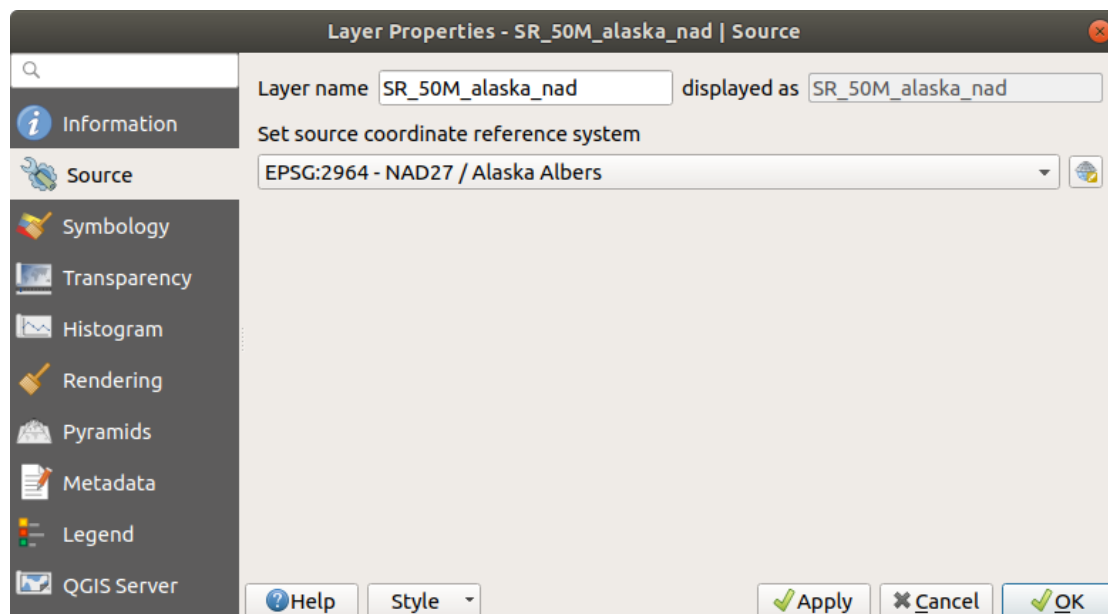 Layer Properties - SR_50M_alaska_nad | Source
Layer name SR_50M_alaska_nad displayed as SR_50M_alaska_nad
Set source coordinate reference system
EPSG:2964 - NAD27 / Alaska Albers
Information
Source
Symbology
Transparency
Histogram
Rendering
Pyramids
Metadata
Legend
QGIS Server
Help Style Apply Cancel OK